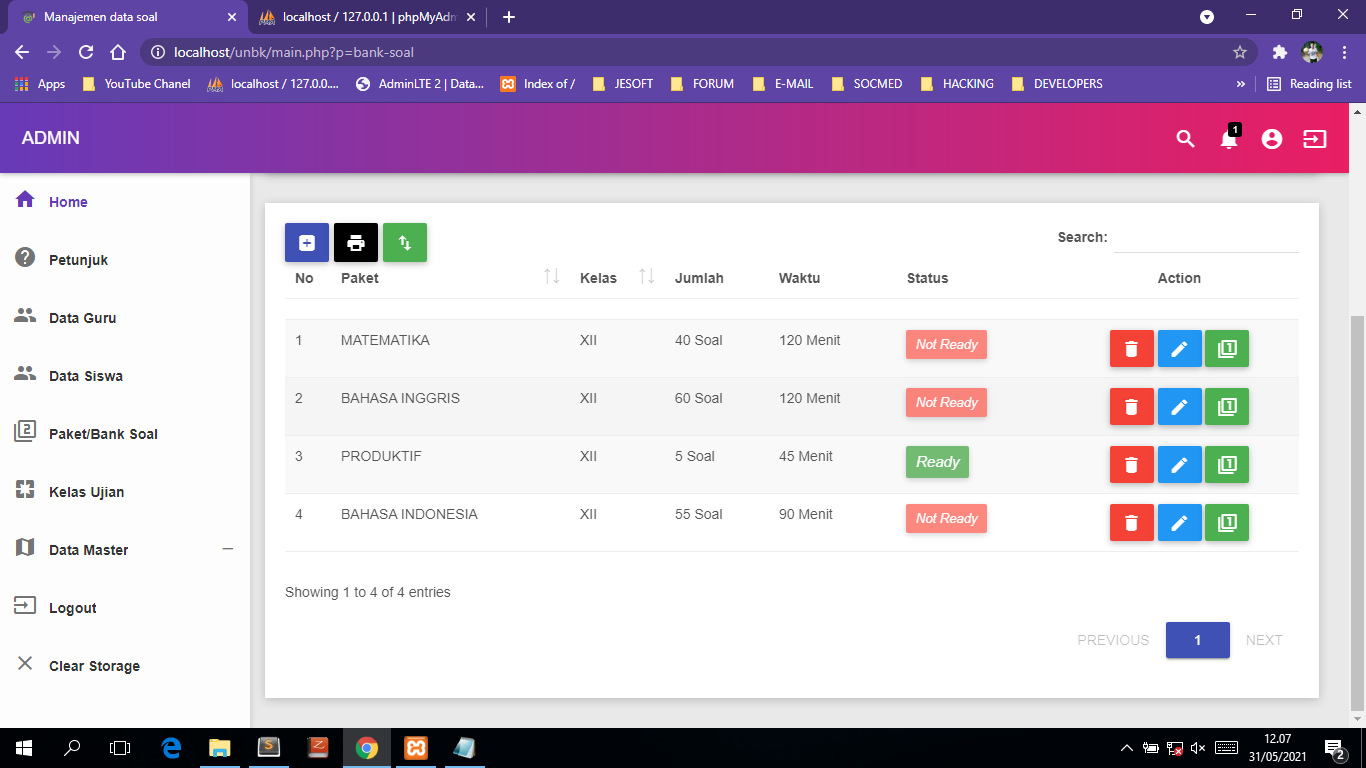 Manajemen data soal
localhost / 127.0.0.1 | phpMyAdm
localhost/unbk/main.php?p=bank-soal
Apps YouTube Chanel localhost / 127.0.0.... AdminLTE 2 | Data... Index of / JESOFT FORUM E-MAIL SOCMED HACKING DEVELOPERS » Reading list
ADMIN
1
Home
Petunjuk
Data Guru
Data Siswa
2 Paket/Bank Soal
Kelas Ujian
Data Master
Logout
Clear Storage
Search:
No Paket Kelas Jumlah Waktu Status Action
1 MATEMATIKA XII 40 Soal 120 Menit Not Ready 1
2 BAHASA INGGRIS XII 60 Soal 120 Menit Not Ready 1
3 PRODUKTIF XII 5 Soal 45 Menit Ready 1
4 BAHASA INDONESIA XII 55 Soal 90 Menit Not Ready 1
Showing 1 to 4 of 4 entries
PREVIOUS 1 NEXT
12.07
31/05/2021
2